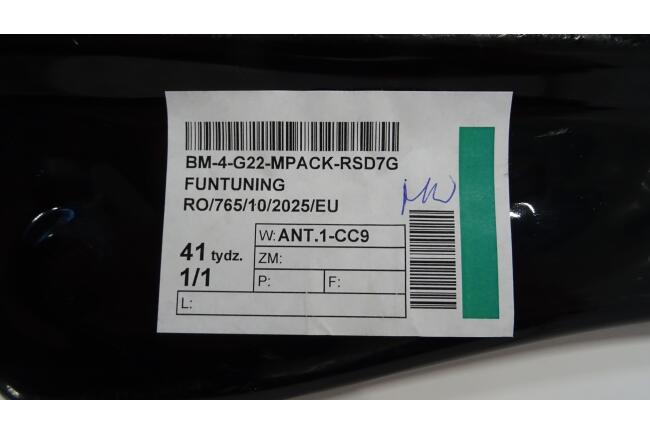 BM-4-G22-MPACK-RSD7G
FUNTUNING
RO/765/10/2025/EU
W: ANT.1-CC9
41 tydz.
ZM:
1/1
P: F:
L: